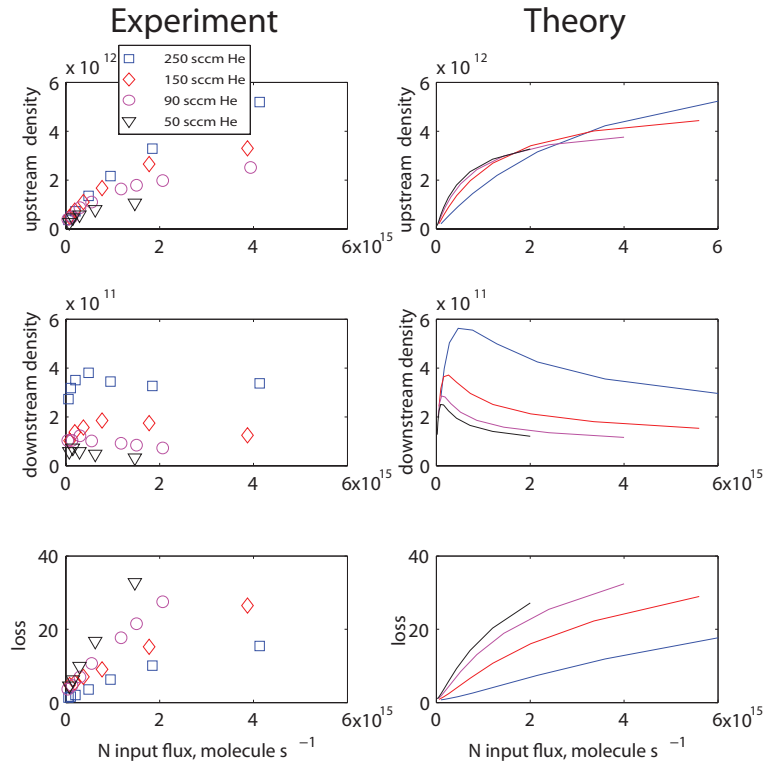 Experiment Theory
x 10 12
x 10 12
250 sccm He
150 sccm He
90 sccm He
50 sccm He
6
4
2
0
upstream density
0 2 4 6x10 15
6
4
2
0
upstream density
0 2 4 6
x 10 11
x 10 11
6
4
2
0
downstream density
0 2 4 6x10 15
6
4
2
0
downstream density
0 2 4 6x10 15
40
20
0
loss
0 2 4 6x10 15
N input flux, molecule s −1
40
20
0
loss
0 2 4 6x10 15
N input flux, molecule s −1